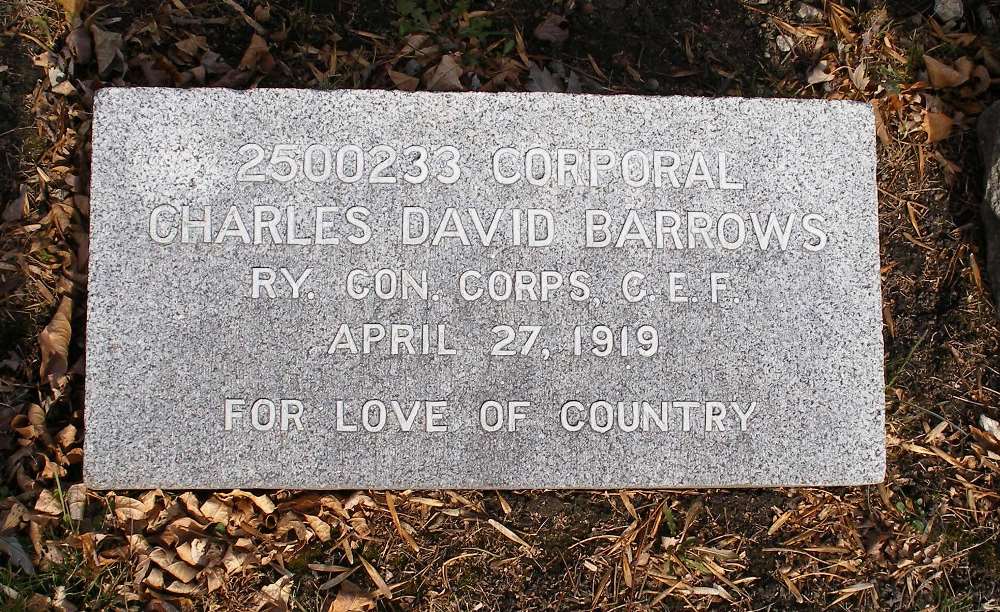 2500233 CORPORAL
CHARLES DAVID BARROWS
RY. CON. CORPS, C.E.F.
APRIL 27, 1919
FOR LOVE OF COUNTRY